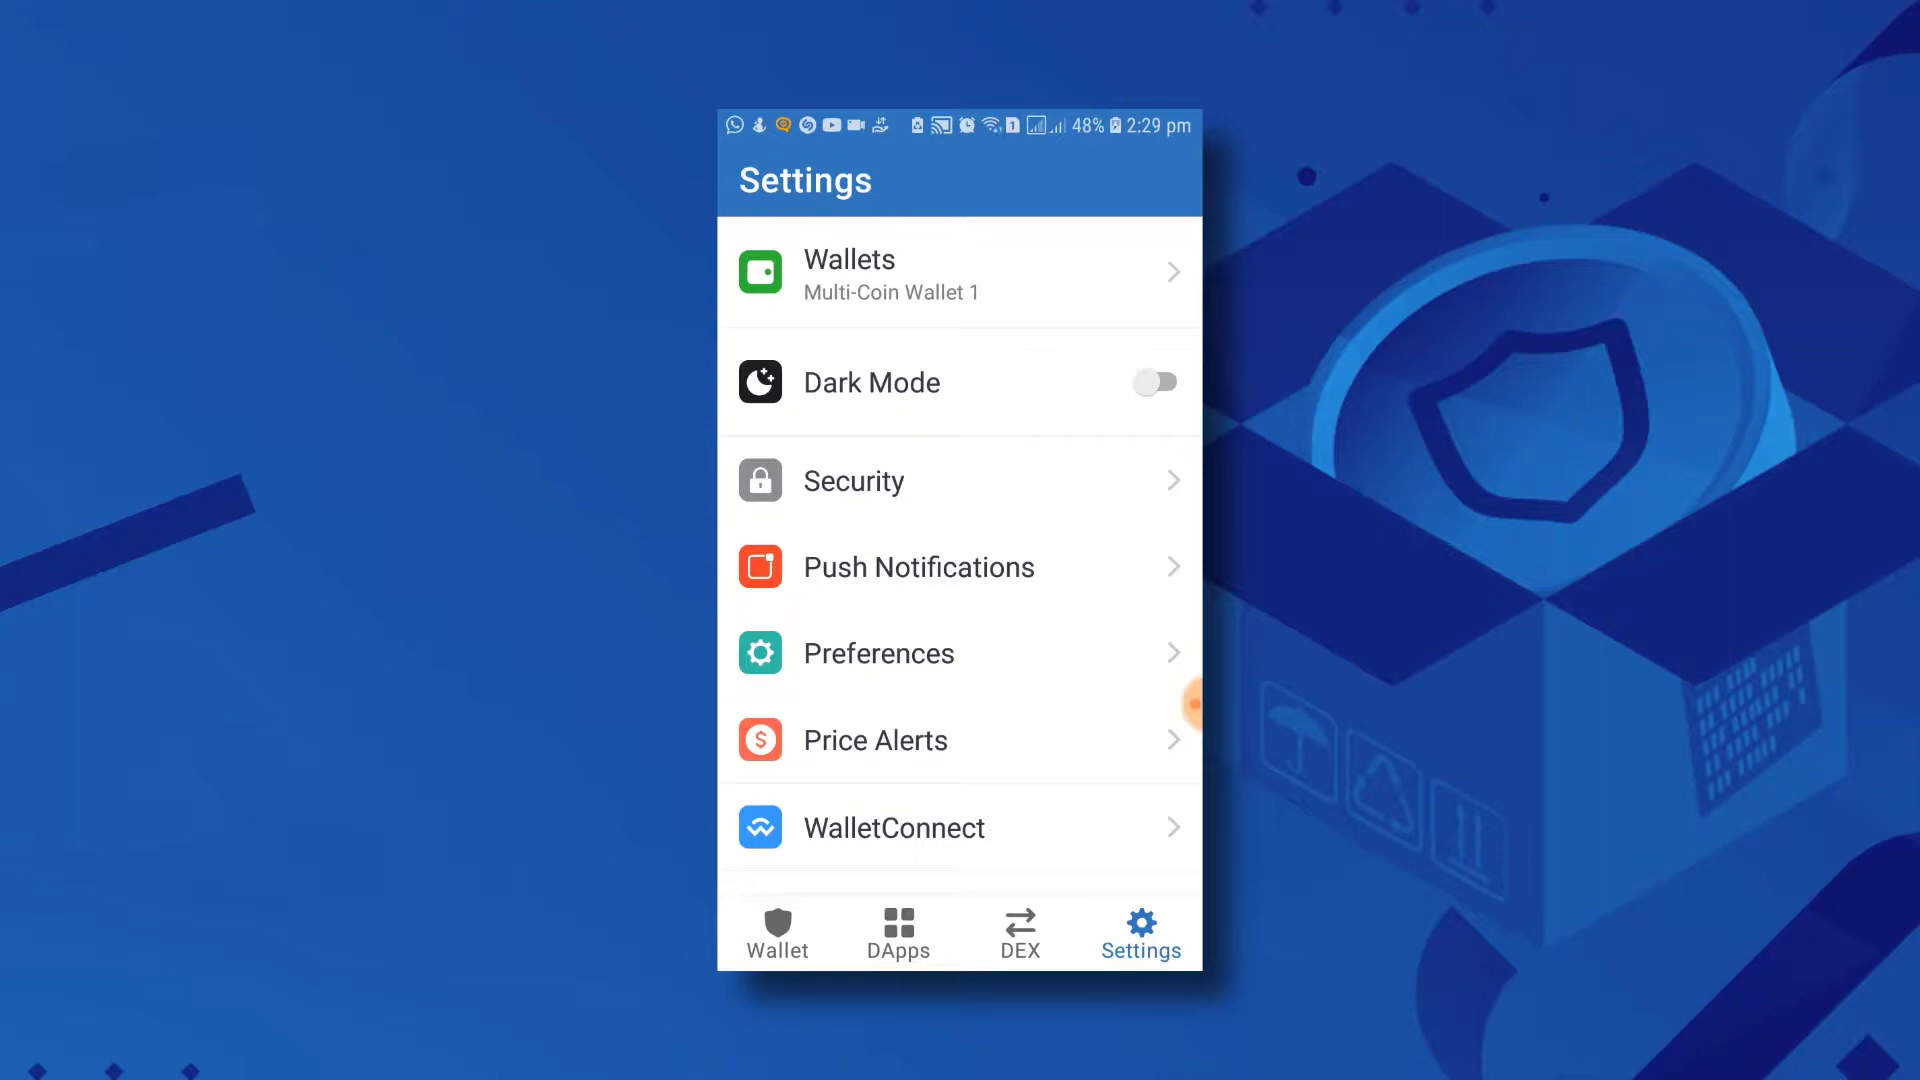 48% 2:29 pm
Settings
Wallets
Multi-Coin Wallet 1
Dark Mode
Security
Push Notifications
Preferences
Price Alerts
WalletConnect
Wallet DApps DEX Settings